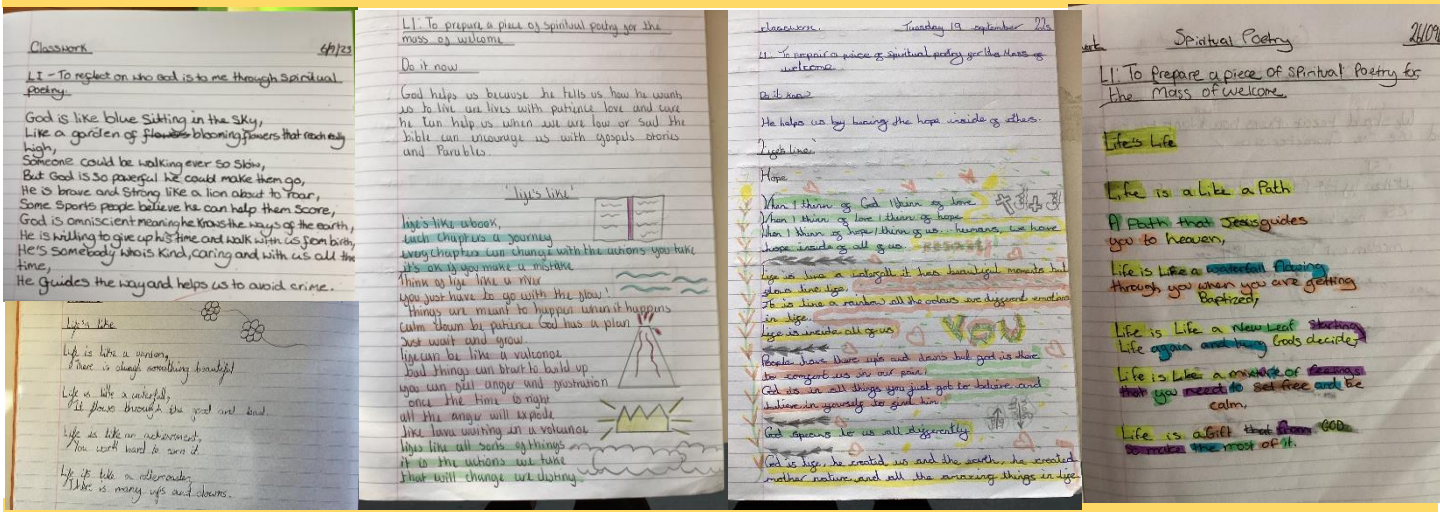 Classwork 6/9/23
LI - To reflect on who God is to me through spiritual
poetry.
God is like blue sitting in the sky,
Like a garden of flowers blooming flowers that reach really
high,
Someone could be walking ever so slow,
But God is so powerful he could make them go,
He is brave and strong like a lion about to roar,
Some sports people believe he can help them score,
God is omniscient meaning he knows the ways of the earth,
He is willing to give up his time and walk with us from birth,
He's somebody who is kind, caring and with us all the
time,
He guides the way and helps us to avoid crime.
Life's like
Life is like a garden,
There is always something beautiful
Life is like a waterfall,
It flows through the good and bad.
Life is like an achievement,
You work hard to earn it
Life is like a rollercoaster,
There is many ups and downs.
LI: To prepare a piece of spiritual poetry for the
mass of welcome
Do it now
God helps us because he tells us how he wants
us to live are lives with patience love and care
he can help us when we are low or sad the
bible can encourage us with gospels stories
and Parables.
'life's like'
life's like a book,
each chapter is a journey
every chapter can change with the actions you take
it's ok if you make a mistake
Think of life like a river
you just have to go with the flow!
Things are meant to happen when it happens
calm down be patience God has a plan
Just wait and grow
life can be like a valcanoe
bad things can start to build up
you can feel anger and frustration
once the time is right
all the anger will explode
like lava waiting in a volcanoe
lifes like all sorts of things
it is the actions we take
that will change are distiny
classwork. Tuesday 19 september 23
LI: To prepair a piece of spiritual poetry for the Mass of
welcome
Do it know
He helps us by being the hope inside of others.
'Life's line'
Hope
When I think of God I think of love
When I think of love I think of hope
When I think of hope I think of us... humans, we have
hope inside of all of us.
Life is like a waterfall it has beautiful moments but
It is like a rainbow all the colours are different emotions
in life.
Life is inside all of us
People have there ups and downs but god is there
to comfort us in our pain.
God is in all things you just got to believe and
believe in yourself to find him.
God speaks to us all differently
God is life, he created us and the earth, he created
mother nature and all the amazing things in life
Spiritual Poetry
LI: To prepare a piece of spiritual Poetry for
the Mass of welcome
Life's Life
Life is a Like a Path
A Path that Jesus guides
you to heaven,
Life is Like a waterfall flowing
through you when you are getting
Baptized,
Life is Life a New Leaf starting
Life again and Gods decides
Life is Like a mixture of feelings
that you need to set free and be
calm,
Life is a Gift that from GOD
so make the most of it.